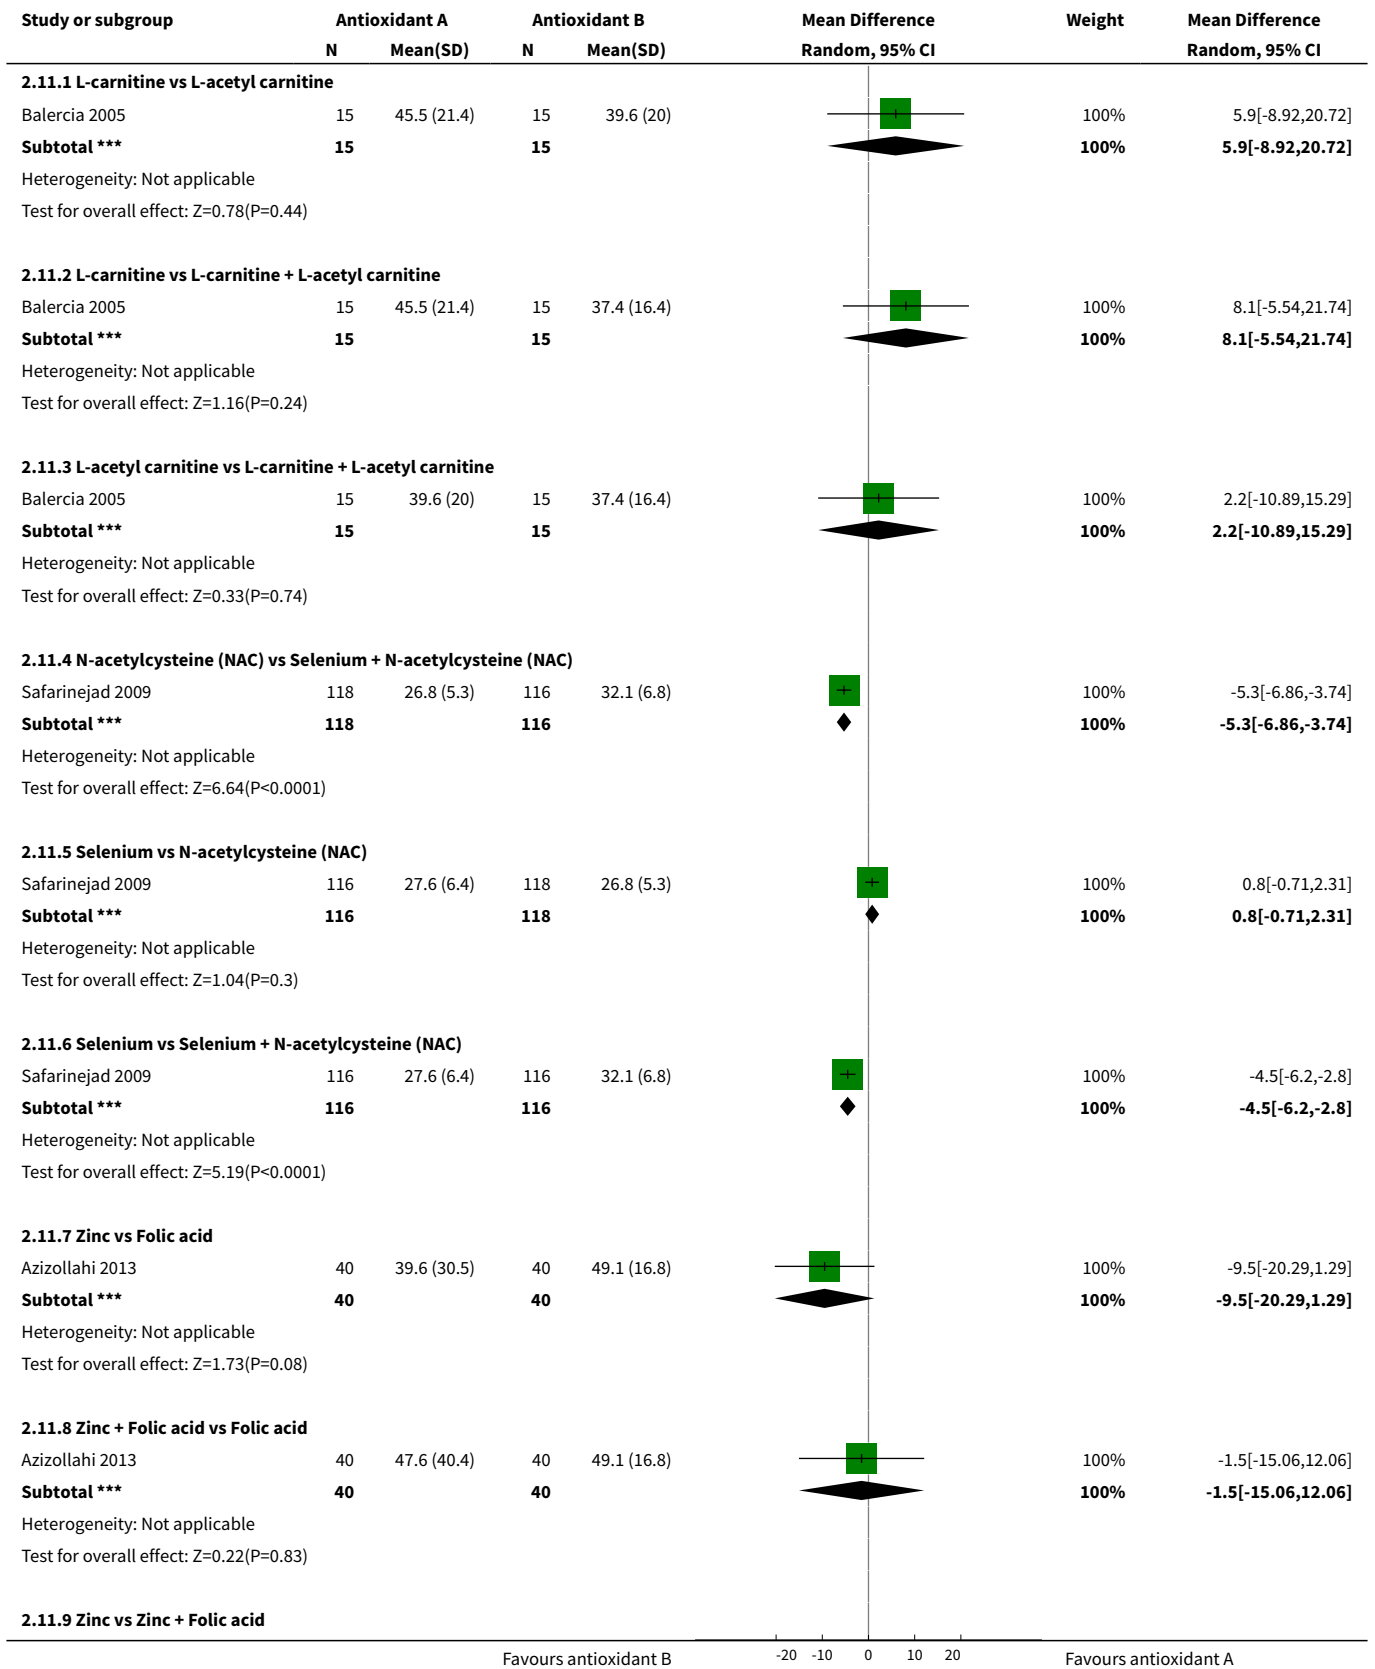 Study or subgroup Antioxidant A Antioxidant B Mean Difference Weight Mean Difference
N Mean(SD) N Mean(SD) Random, 95% CI Random, 95% CI
2.11.1 L-carnitine vs L-acetyl carnitine
Balercia 2005 15 45.5 (21.4) 15 39.6 (20) 100% 5.9[-8.92,20.72]
Subtotal *** 15 15 100% 5.9[-8.92,20.72]
Heterogeneity: Not applicable
Test for overall effect: Z=0.78(P=0.44)
2.11.2 L-carnitine vs L-carnitine + L-acetyl carnitine
Balercia 2005 15 45.5 (21.4) 15 37.4 (16.4) 100% 8.1[-5.54,21.74]
Subtotal *** 15 15 100% 8.1[-5.54,21.74]
Heterogeneity: Not applicable
Test for overall effect: Z=1.16(P=0.24)
2.11.3 L-acetyl carnitine vs L-carnitine + L-acetyl carnitine
Balercia 2005 15 39.6 (20) 15 37.4 (16.4) 100% 2.2[-10.89,15.29]
Subtotal *** 15 15 100% 2.2[-10.89,15.29]
Heterogeneity: Not applicable
Test for overall effect: Z=0.33(P=0.74)
2.11.4 N-acetylcysteine (NAC) vs Selenium + N-acetylcysteine (NAC)
Safarinejad 2009 118 26.8 (5.3) 116 32.1 (6.8) 100% -5.3[-6.86,-3.74]
Subtotal *** 118 116 100% -5.3[-6.86,-3.74]
Heterogeneity: Not applicable
Test for overall effect: Z=6.64(P<0.0001)
2.11.5 Selenium vs N-acetylcysteine (NAC)
Safarinejad 2009 116 27.6 (6.4) 118 26.8 (5.3) 100% 0.8[-0.71,2.31]
Subtotal *** 116 118 100% 0.8[-0.71,2.31]
Heterogeneity: Not applicable
Test for overall effect: Z=1.04(P=0.3)
2.11.6 Selenium vs Selenium + N-acetylcysteine (NAC)
Safarinejad 2009 116 27.6 (6.4) 116 32.1 (6.8) 100% -4.5[-6.2,-2.8]
Subtotal *** 116 116 100% -4.5[-6.2,-2.8]
Heterogeneity: Not applicable
Test for overall effect: Z=5.19(P<0.0001)
2.11.7 Zinc vs Folic acid
Azizollahi 2013 40 39.6 (30.5) 40 49.1 (16.8) 100% -9.5[-20.29,1.29]
Subtotal *** 40 40 100% -9.5[-20.29,1.29]
Heterogeneity: Not applicable
Test for overall effect: Z=1.73(P=0.08)
2.11.8 Zinc + Folic acid vs Folic acid
Azizollahi 2013 40 47.6 (40.4) 40 49.1 (16.8) 100% -1.5[-15.06,12.06]
Subtotal *** 40 40 100% -1.5[-15.06,12.06]
Heterogeneity: Not applicable
Test for overall effect: Z=0.22(P=0.83)
2.11.9 Zinc vs Zinc + Folic acid
Favours antioxidant B -20 -10 0 10 20 Favours antioxidant A